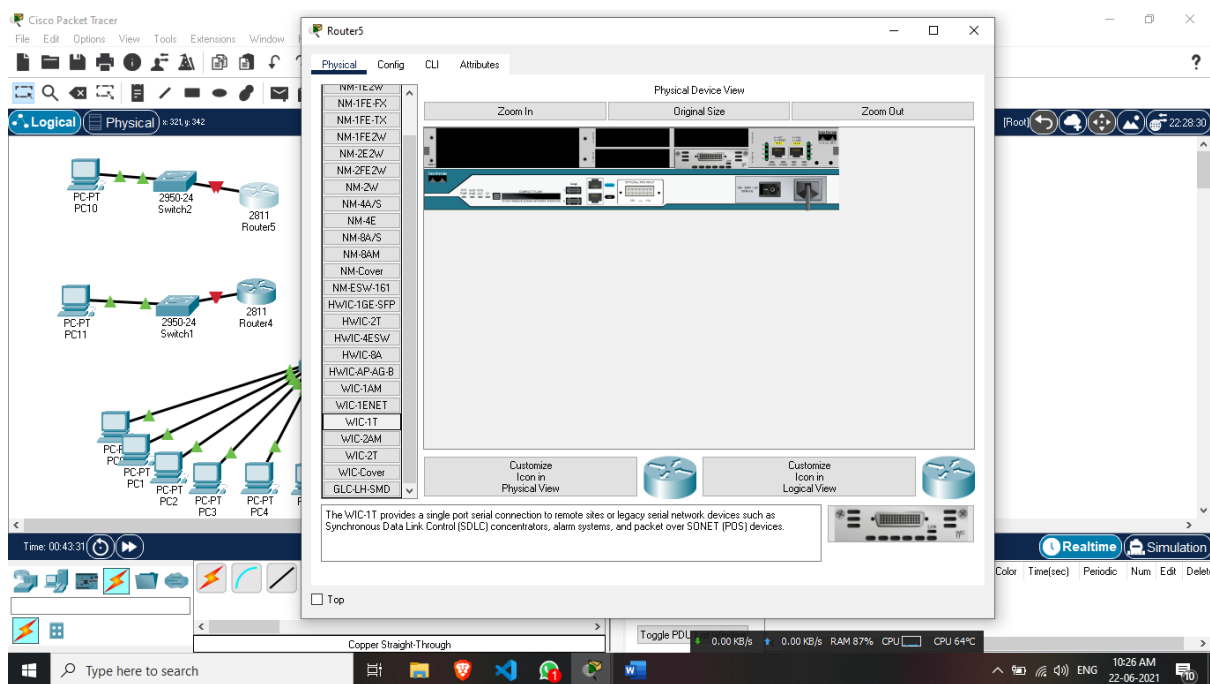 Cisco Packet Tracer
File Edit Options View Tools Extensions Window
Logical
Physical
x: 321, y: 342
[Root]
22:28:30
PC-PT
PC10
2950-24
Switch2
2811
Router5
PC-PT
PC11
2950-24
Switch1
2811
Router4
PC-PT
PC1
PC-PT
PC2
PC-PT
PC3
PC-PT
PC4
Router5
Physical Config CLI Attributes
NM-1E2W
NM-1FE-FX
NM-1FE-TX
NM-1FE2W
NM-2E2W
NM-2FE2W
NM-2W
NM-4A/S
NM-4E
NM-8A/S
NM-8AM
NM-Cover
NM-ESW-161
HWIC-1GE-SFP
HWIC-2T
HWIC-4ESW
HWIC-8A
HWIC-AP-AG-B
WIC-1AM
WIC-1ENET
WIC-1T
WIC-2AM
WIC-2T
WIC-Cover
GLC-LH-SMD
Physical Device View
Zoom In Original Size Zoom Out
Customize
Icon in
Physical View
Customize
Icon in
Logical View
The WIC-1T provides a single port serial connection to remote sites or legacy serial network devices such as
Synchronous Data Link Control (SDLC) concentrators, alarm systems, and packet over SONET (POS) devices.
Top
Time: 00:43:31
Realtime
Simulation
Color Time(sec) Periodic Num Edit Delet
Copper Straight-Through
Toggle PDU
0.00 KB/s 0.00 KB/s RAM 87% CPU CPU 64°C
Type here to search
ENG
10:26 AM
22-06-2021
10